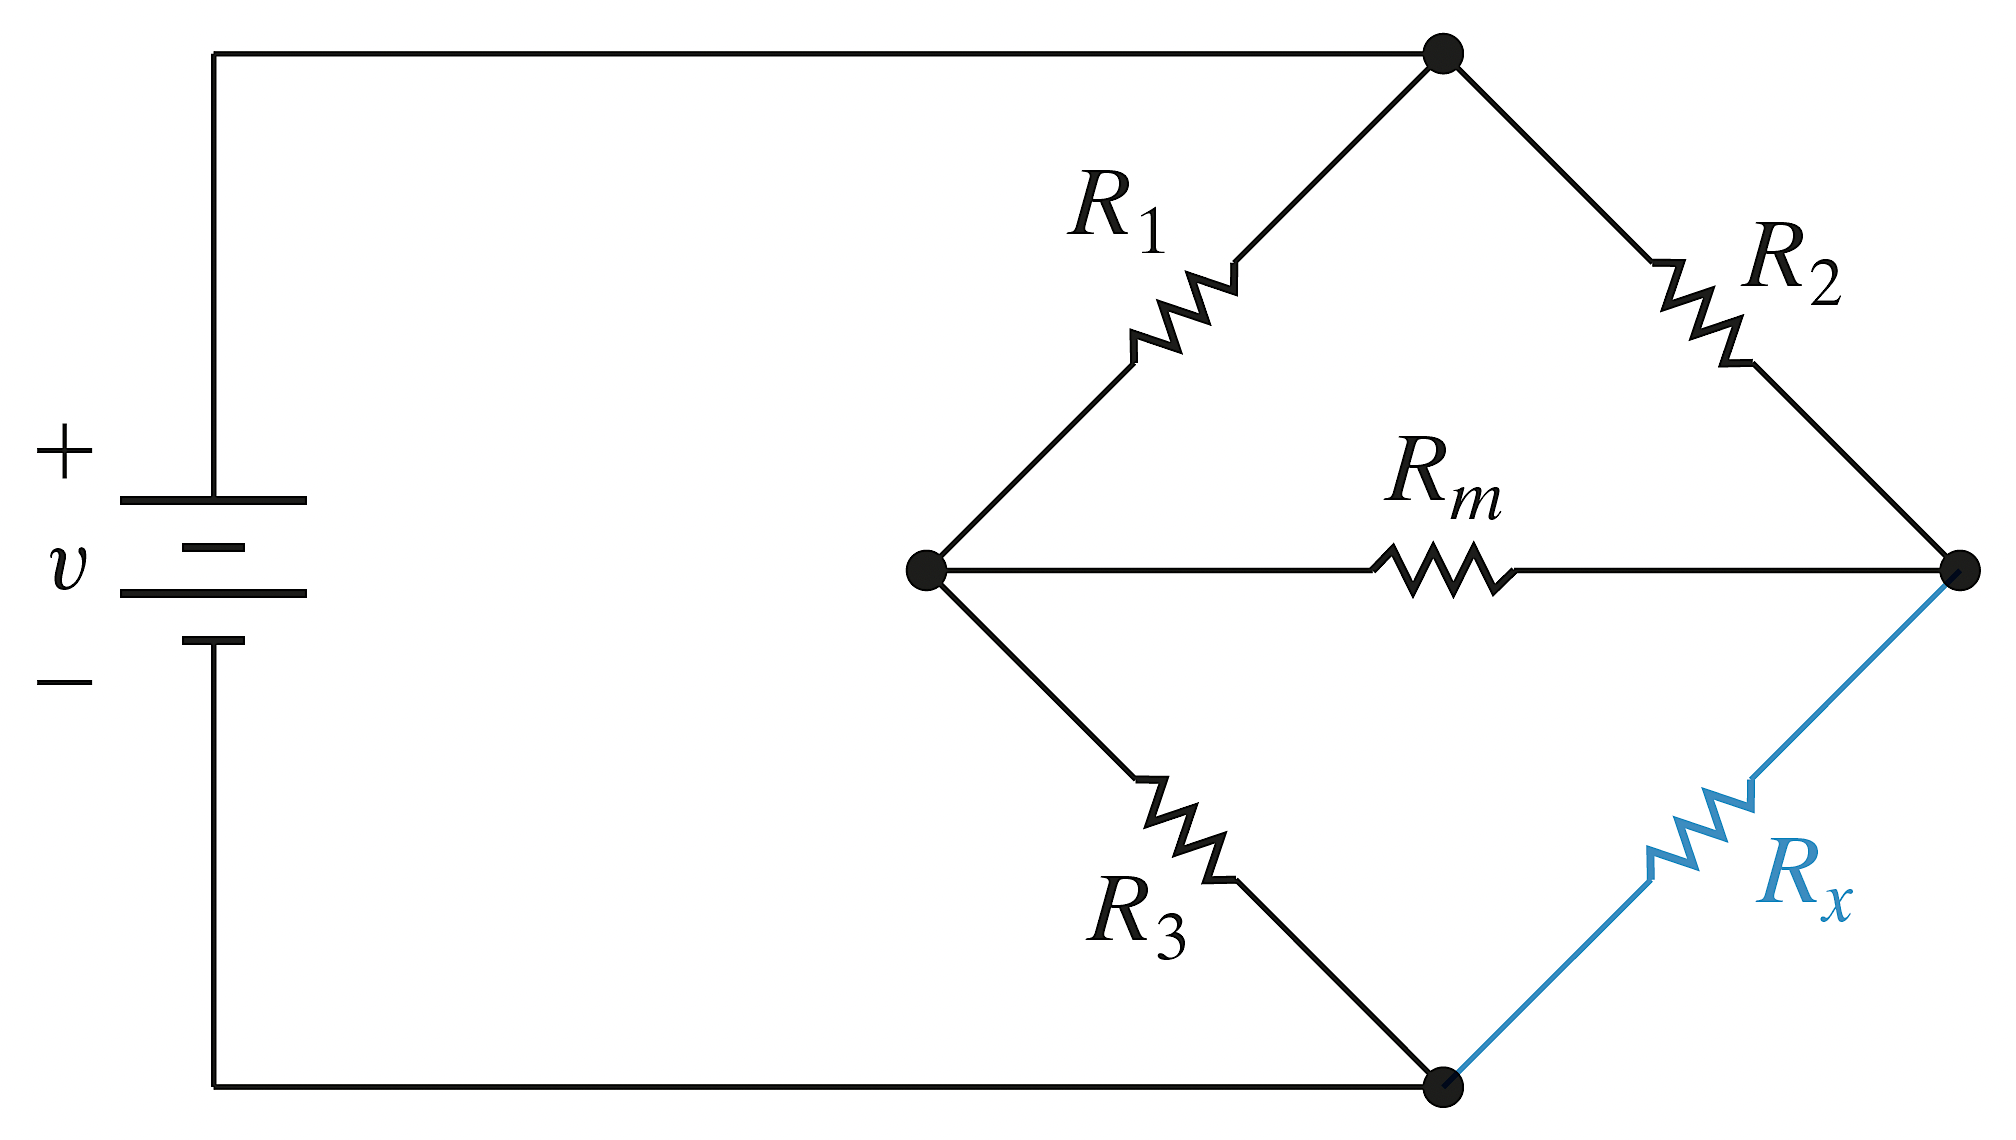 R₁
R₂
+
Rₘ
υ
−
Rₓ
R₃